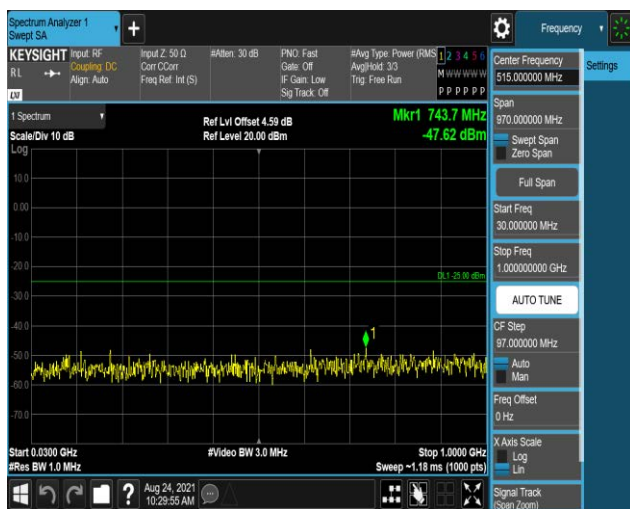 Spectrum Analyzer 1
Swept SA
+
Frequency
KEYSIGHT
RL
LXI
Input: RF
Coupling: DC
Align: Auto
Input Z: 50 Ω
Corr CCorr
Freq Ref: Int (S)
#Atten: 30 dB
PNO: Fast
Gate: Off
IF Gain: Low
Sig Track: Off
#Avg Type: Power (RMS
Avg|Hold: 3/3
Trig: Free Run
1 2 3 4 5 6
M W W W W W
P P P P P P
1 Spectrum
Scale/Div 10 dB
Ref Lvl Offset 4.59 dB
Ref Level 20.00 dBm
Mkr1 743.7 MHz
-47.62 dBm
Log
10.0
0.00
-10.0
-20.0
DL1 -25.00 dBm
-30.0
-40.0
1
-50.0
-60.0
-70.0
Start 0.0300 GHz
#Res BW 1.0 MHz
#Video BW 3.0 MHz
Stop 1.0000 GHz
Sweep ~1.18 ms (1000 pts)
?
Aug 24, 2021
10:29:55 AM
Center Frequency
515.000000 MHz
Settings
Span
970.000000 MHz
Swept Span
Zero Span
Full Span
Start Freq
30.000000 MHz
Stop Freq
1.000000000 GHz
AUTO TUNE
CF Step
97.000000 MHz
Auto
Man
Freq Offset
0 Hz
X Axis Scale
Log
Lin
Signal Track
(Span Zoom)